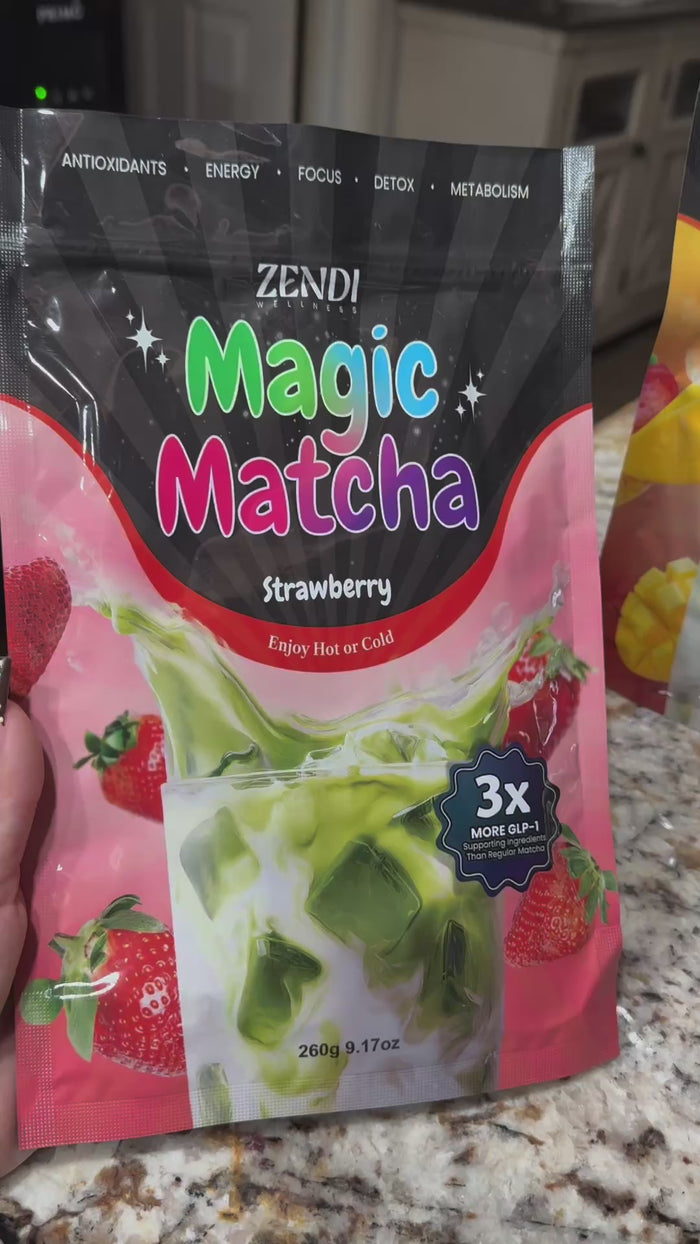 ANTIOXIDANTS • ENERGY • FOCUS • DETOX • METABOLISM
ZENDI
WELLNESS
Magic
Matcha
Strawberry
Enjoy Hot or Cold
3x
MORE GLP-1
Supporting Ingredients
Than Regular Matcha
260g 9.17oz